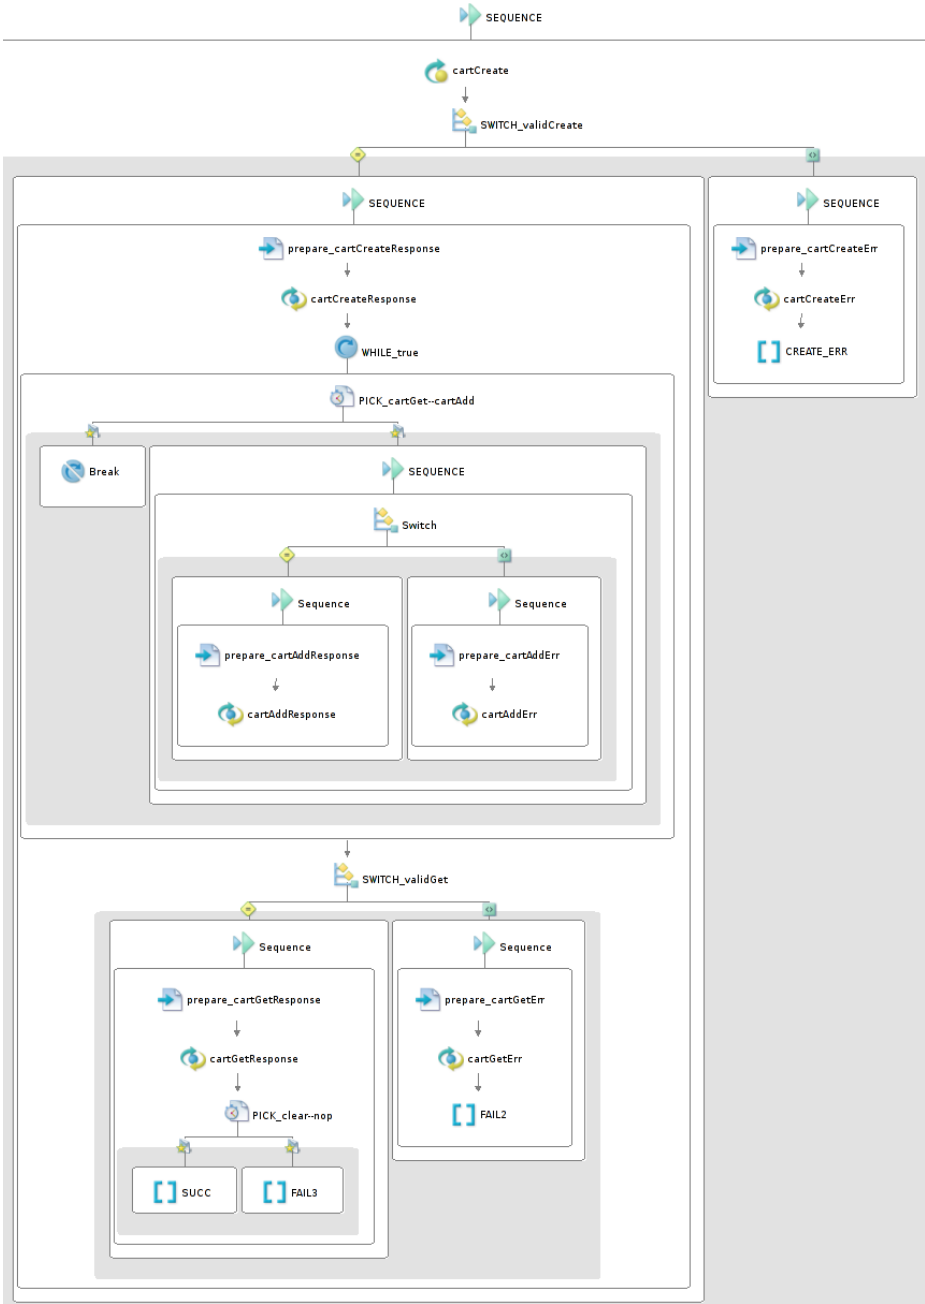 SEQUENCE
cartCreate
SWITCH_validCreate
SEQUENCE
SEQUENCE
prepare_cartCreateResponse
prepare_cartCreateErr
cartCreateResponse
cartCreateErr
WHILE_true
CREATE_ERR
PICK_cartGet--cartAdd
Break
SEQUENCE
Switch
Sequence
Sequence
prepare_cartAddResponse
prepare_cartAddErr
cartAddResponse
cartAddErr
SWITCH_validGet
Sequence
Sequence
prepare_cartGetResponse
prepare_cartGetErr
cartGetResponse
cartGetErr
PICK_clear--nop
FAIL2
SUCC
FAIL3